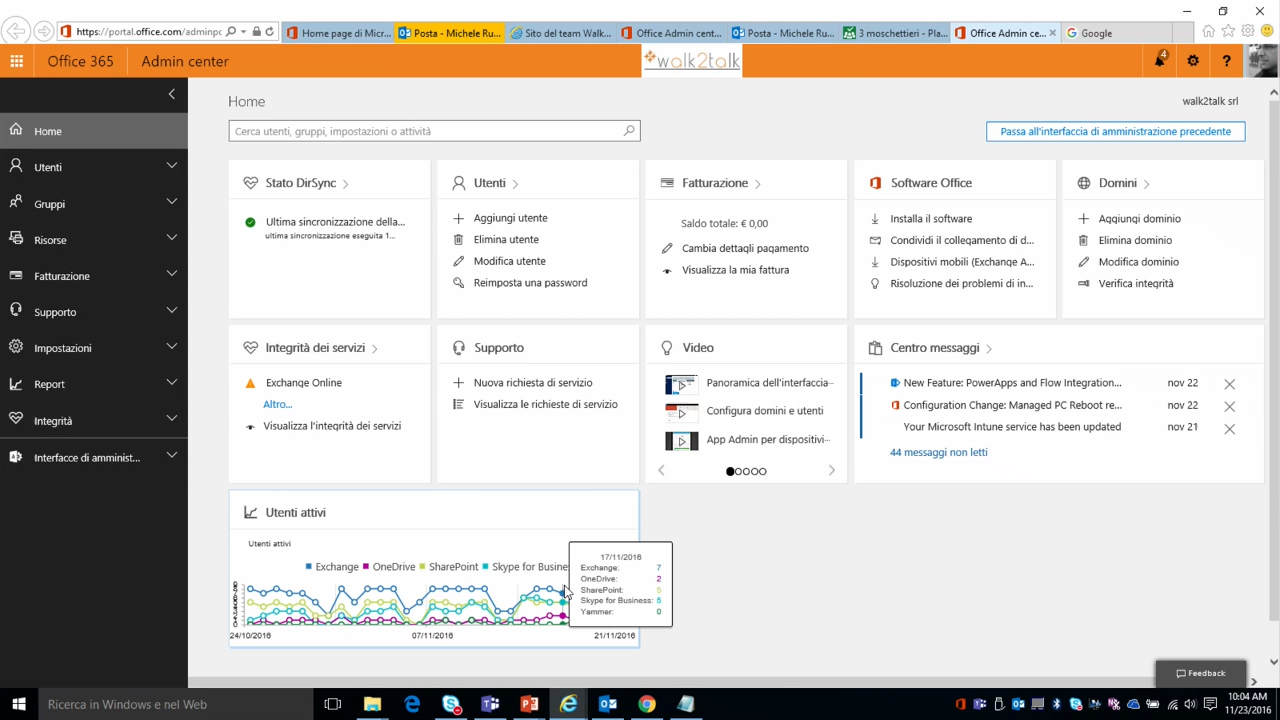 https://portal.office.com/adminpc
Home page di Micr...
Posta - Michele Ru...
Sito del team Walk...
Office Admin cent...
Posta - Michele Ru...
3 moschettieri - Pla...
Office Admin ce...
Google
Office 365
Admin center
walk2talk
4
Home
walk2talk srl
Cerca utenti, gruppi, impostazioni o attività
Passa all'interfaccia di amministrazione precedente
Home
Utenti
Gruppi
Risorse
Fatturazione
Supporto
Impostazioni
Report
Integrità
Interfacce di amminist...
Stato DirSync
Ultima sincronizzazione della...
ultima sincronizzazione eseguita 1...
Utenti
Aggiungi utente
Elimina utente
Modifica utente
Reimposta una password
Fatturazione
Saldo totale: € 0,00
Cambia dettagli pagamento
Visualizza la mia fattura
Software Office
Installa il software
Condividi il collegamento di d...
Dispositivi mobili (Exchange A...
Risoluzione dei problemi di in...
Domini
Aggiungi dominio
Elimina dominio
Modifica dominio
Verifica integrità
Integrità dei servizi
Exchange Online
Altro...
Visualizza l'integrità dei servizi
Supporto
Nuova richiesta di servizio
Visualizza le richieste di servizio
Video
Panoramica dell'interfaccia
Configura domini e utenti
App Admin per dispositivi
Centro messaggi
New Feature: PowerApps and Flow Integration... nov 22
Configuration Change: Managed PC Reboot re... nov 22
Your Microsoft Intune service has been updated nov 21
44 messaggi non letti
Utenti attivi
Utenti attivi
Exchange OneDrive SharePoint Skype for Busine
24/10/2016 07/11/2016 21/11/2016
17/11/2016
Exchange: 7
OneDrive: 2
SharePoint: 5
Skype for Business: 5
Yammer: 0
Feedback
Ricerca in Windows e nel Web
10:04 AM
11/23/2016